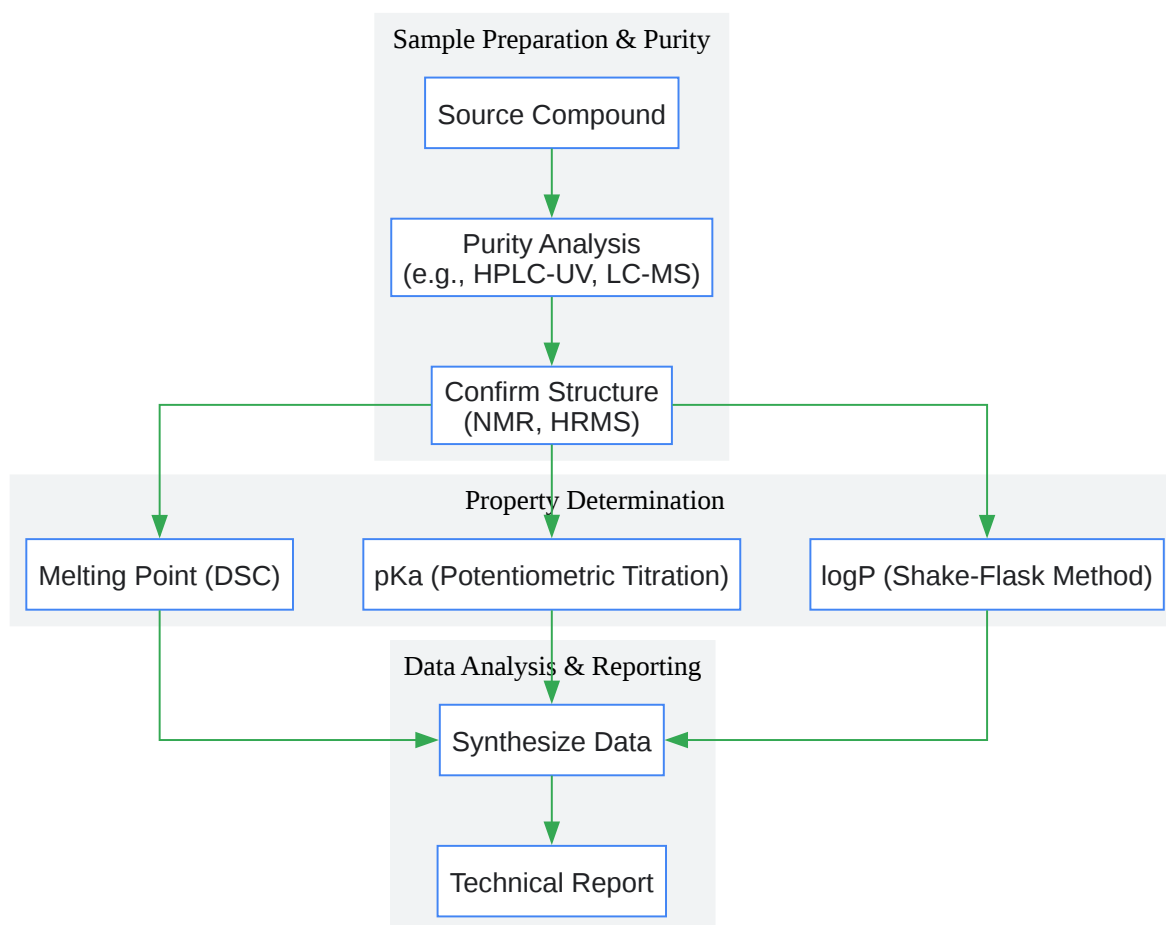 Sample Preparation & Purity
Source Compound
Purity Analysis
(e.g., HPLC-UV, LC-MS)
Confirm Structure
(NMR, HRMS)
Property Determination
Melting Point (DSC)
pKa (Potentiometric Titration)
logP (Shake-Flask Method)
Data Analysis & Reporting
Synthesize Data
Technical Report